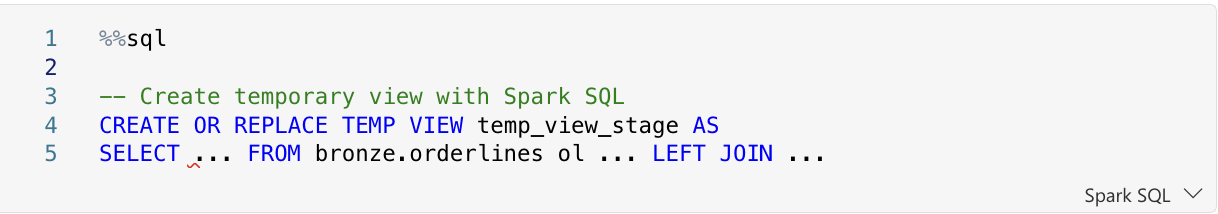 1 %%sql
2
3 -- Create temporary view with Spark SQL
4 CREATE OR REPLACE TEMP VIEW temp_view_stage AS
5 SELECT ... FROM bronze.orderlines ol ... LEFT JOIN ...
Spark SQL